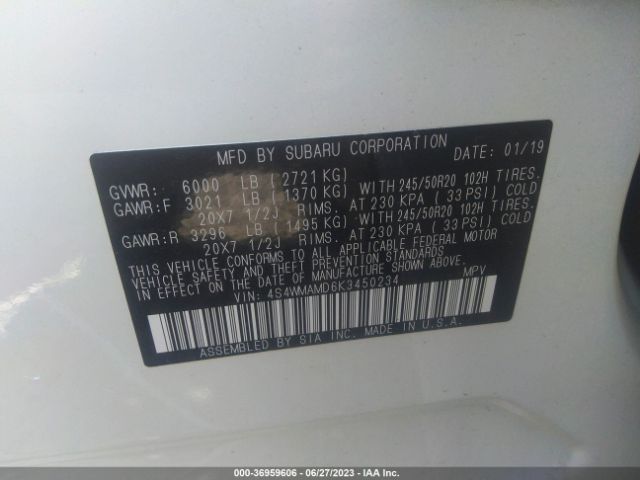 MFD BY SUBARU CORPORATION DATE: 01/19
GVWR: 6000 LB ( 2721 KG)
GAWR:F 3021 LB ( 1370 KG) WITH 245/50R20 102H TIRES.
20X7 1/2J RIMS. AT 230 KPA ( 33 PSI) COLD
GAWR:R 3296 LB ( 1495 KG) WITH 245/50R20 102H TIRES.
20X7 1/2J RIMS. AT 230 KPA ( 33 PSI) COLD
THIS VEHICLE CONFORMS TO ALL APPLICABLE FEDERAL MOTOR
VEHICLE SAFETY AND THEFT PREVENTION STANDARDS IN EFFECT
ON THE DATE OF MANUFACTURE SHOWN ABOVE.
VIN: 4S4WMAMD6K3450234 MPV
ASSEMBLED BY SIA INC. MADE IN U.S.A.
000-36959606 - 06/27/2023 - IAA Inc.